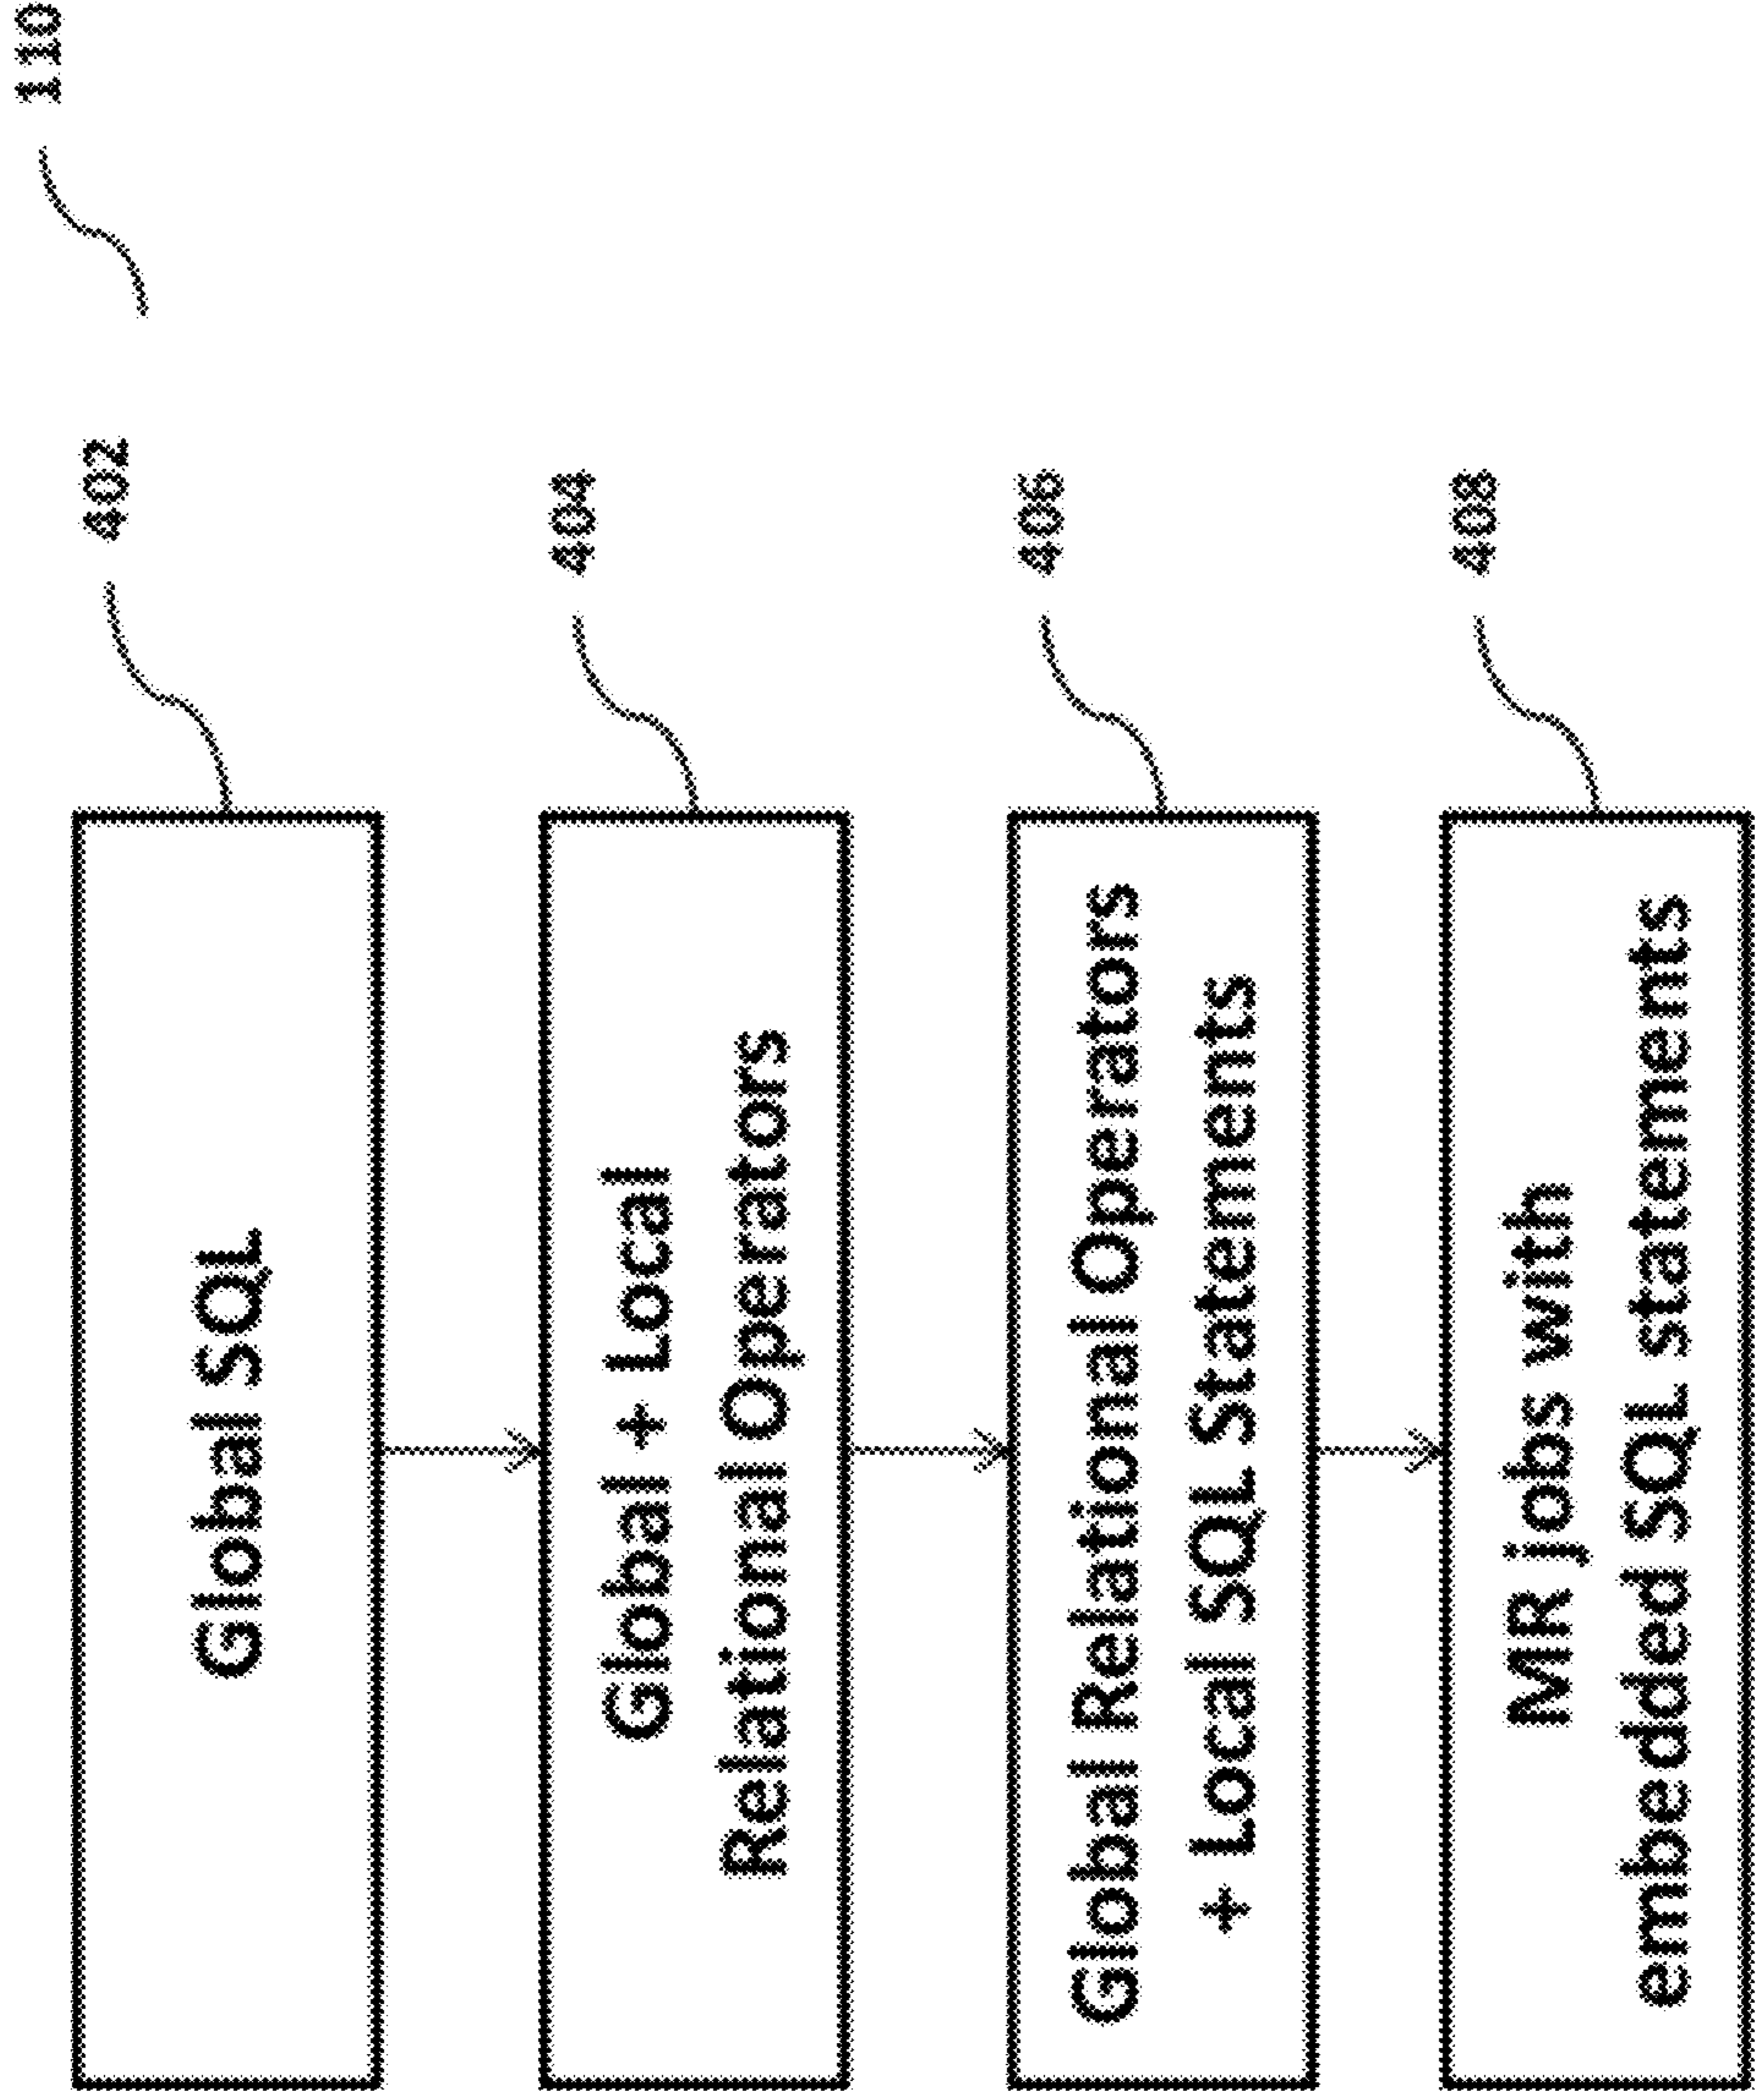 110
402
Global SQL
404
Global + Local
Relational Operators
406
Global Relational Operators
+ Local SQL Statements
408
MR jobs with
embedded SQL statements